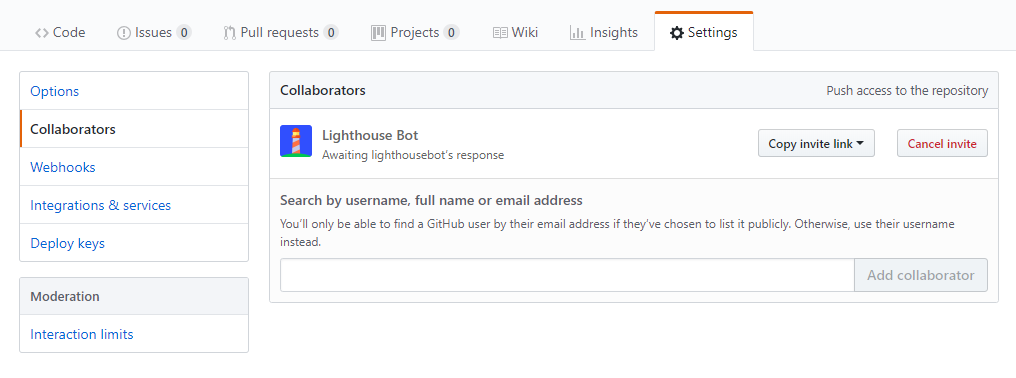 Code Issues 0 Pull requests 0 Projects 0 Wiki Insights Settings
Options
Collaborators
Webhooks
Integrations & services
Deploy keys
Moderation
Interaction limits
Collaborators Push access to the repository
Lighthouse Bot
Awaiting lighthousebot's response
Copy invite link Cancel invite
Search by username, full name or email address
You'll only be able to find a GitHub user by their email address if they've chosen to list it publicly. Otherwise, use their username
instead.
Add collaborator